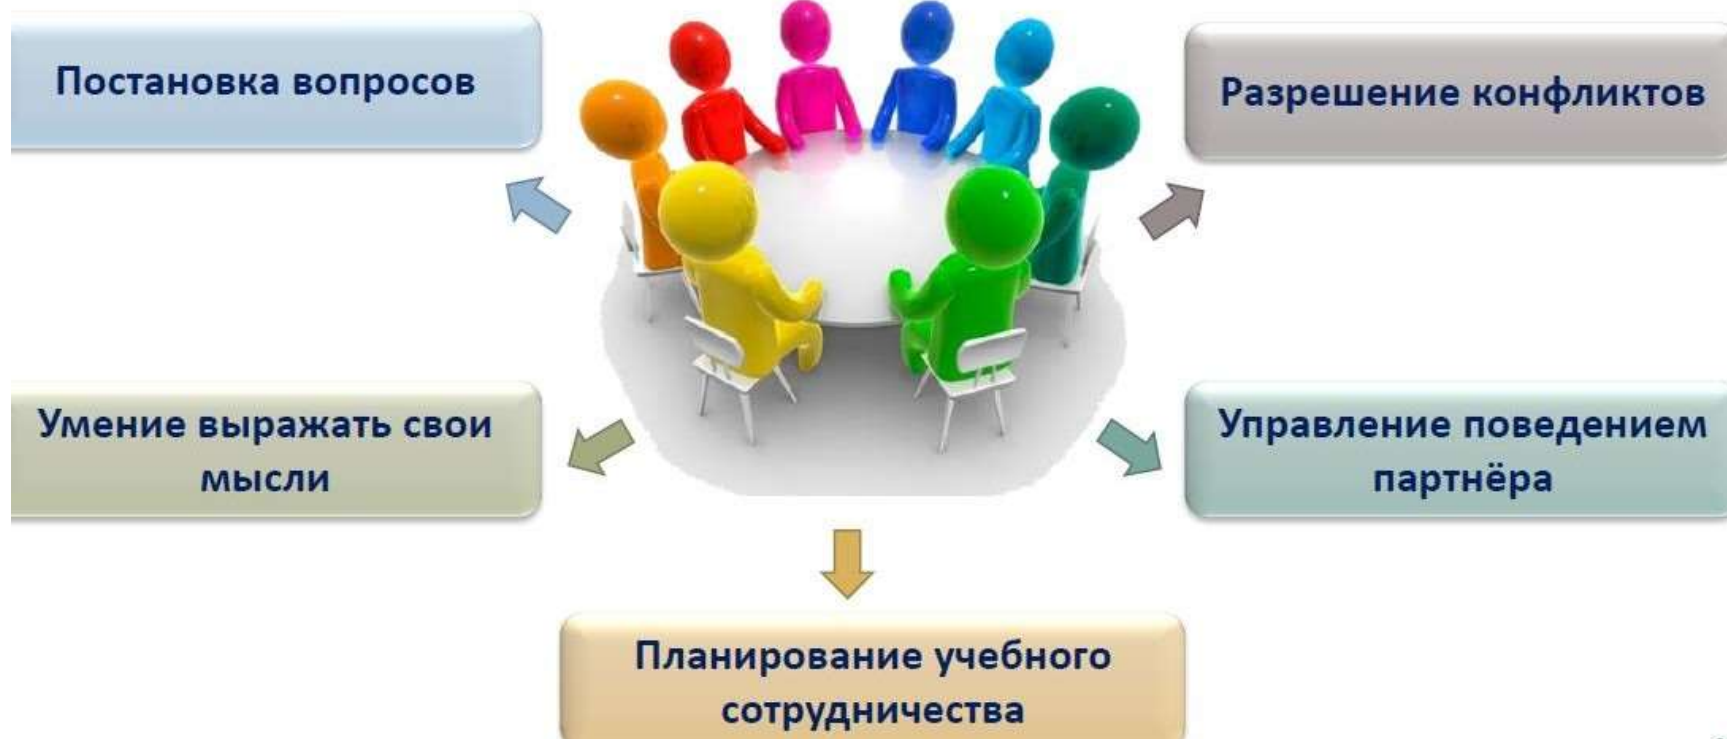 Постановка вопросов
Разрешение конфликтов
Умение выражать свои
мысли
Управление поведением
партнёра
Планирование учебного
сотрудничества